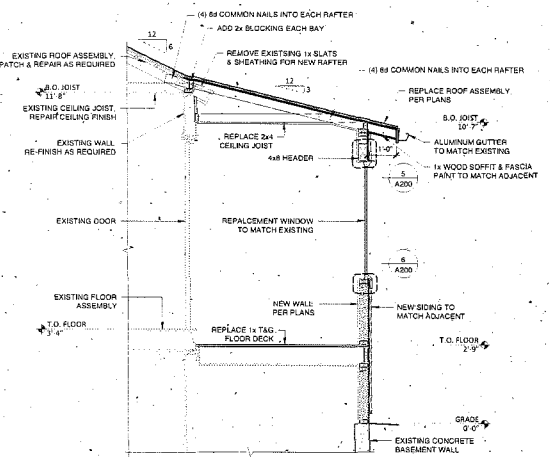 (4) 8d COMMON NAILS INTO EACH RAFTER
12
6
ADD 2x BLOCKING EACH BAY
EXISTING ROOF ASSEMBLY,
PATCH & REPAIR AS REQUIRED
REMOVE EXISTSING 1x SLATS
& SHEATHING FOR NEW RAFTER
12
3
(4) 8d COMMON NAILS INTO EACH RAFTER
B.O. JOIST
11'-8"
REPLACE ROOF ASSEMBLY
PER PLANS
EXISTING CEILING JOIST,
REPAIR CEILING FINISH
B.O. JOIST
10'-7"
EXISTING WALL
RE-FINISH AS REQUIRED
REPLACE 2x4
CEILING JOIST
ALUMINUM GUTTER
TO MATCH EXISTING
1'-0"
4x8 HEADER
1x WOOD SOFFIT & FASCIA
PAINT TO MATCH ADJACENT
5
A200
EXISTING DOOR
REPALCEMENT WINDOW
TO MATCH EXISTING
6
A200
EXISTING FLOOR
ASSEMBLY
NEW WALL
PER PLANS
NEW SIDING TO
MATCH ADJACENT
T.O. FLOOR
3'-4"
REPLACE 1x T&G
FLOOR DECK
T.O. FLOOR
2'-9"
GRADE
0'-0"
EXISTING CONCRETE
BASEMENT WALL